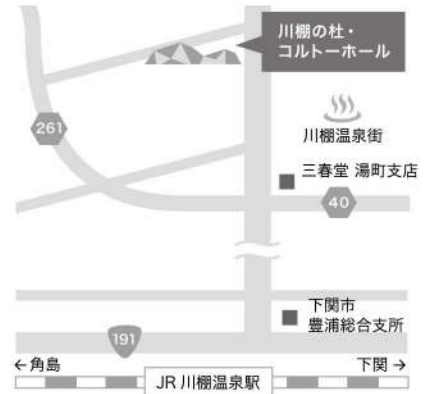 川棚の杜・
コルトーホール
261
川棚温泉街
三春堂 湯町支店
40
下関市
豊浦総合支所
191
←角島
下関→
JR 川棚温泉駅